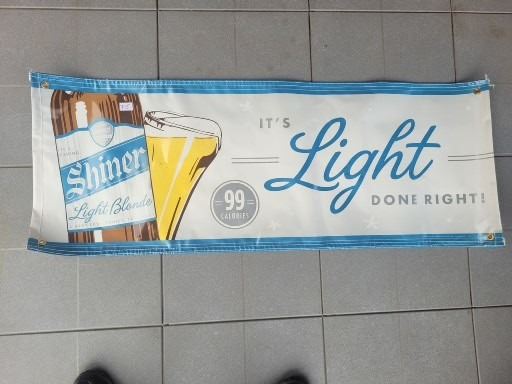 Shiner
Light Blonde
99
CALORIES
IT'S
Light
DONE RIGHT!